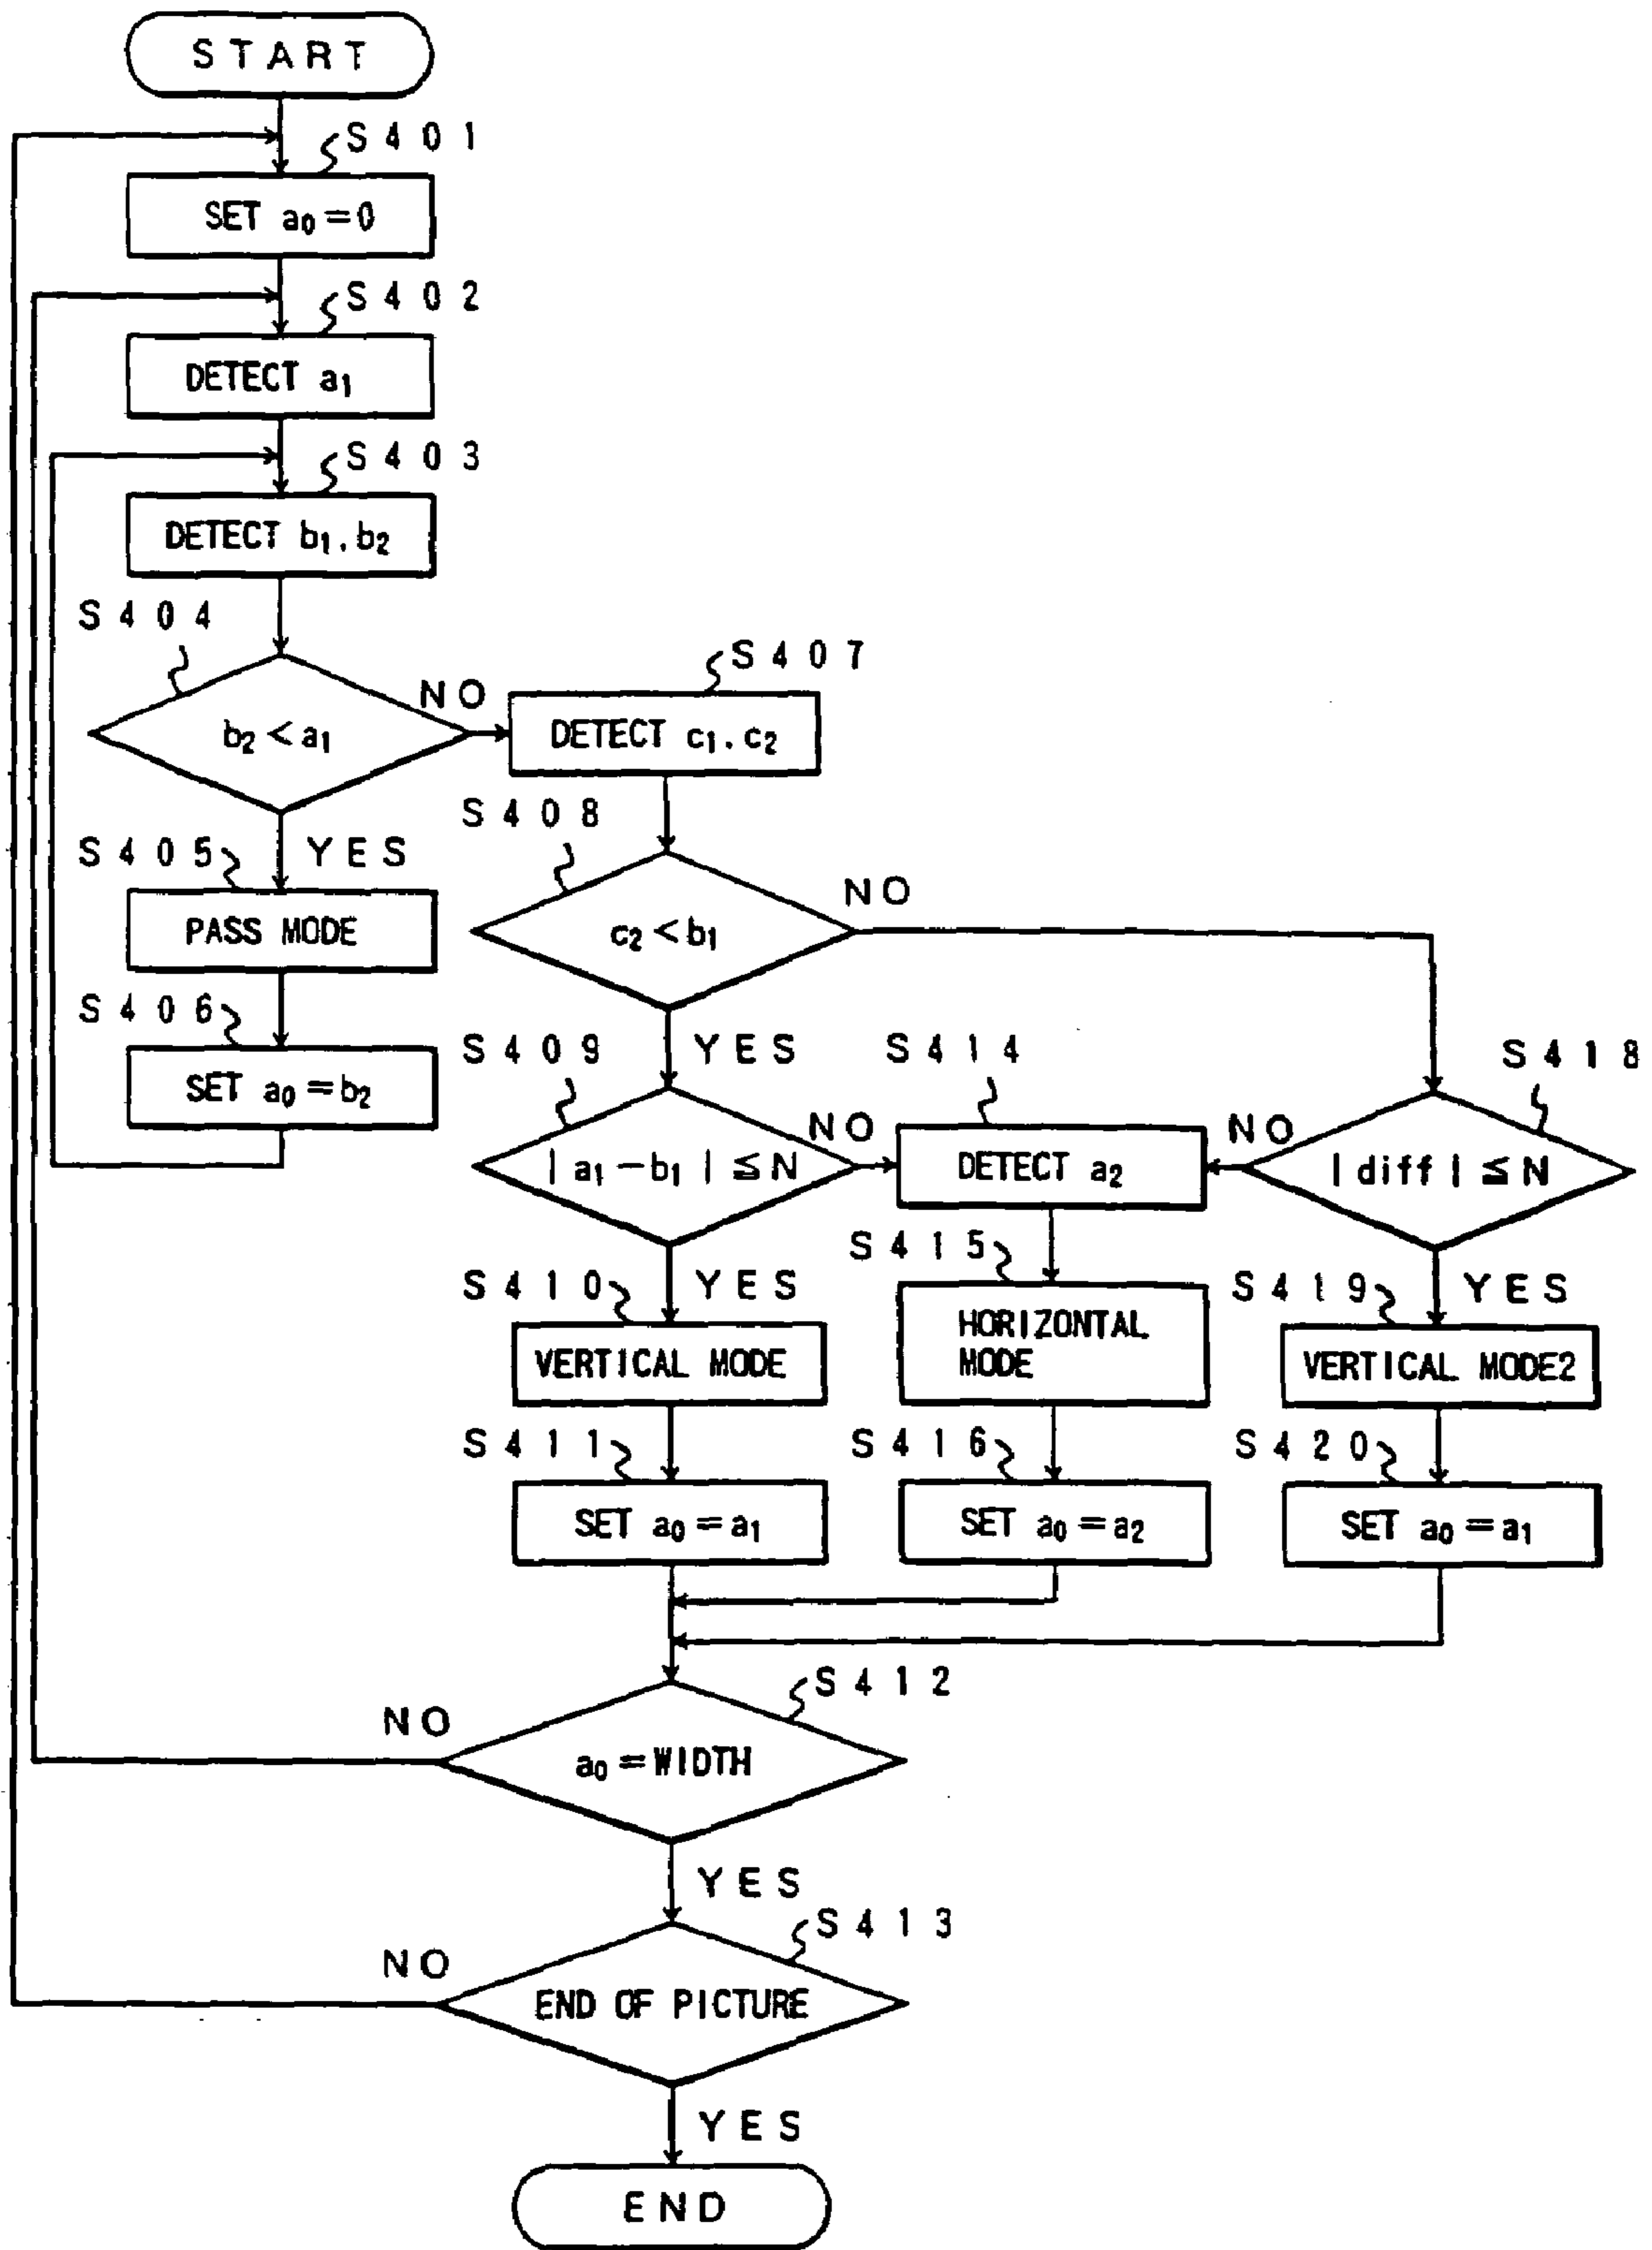 START
S401
SET a₀=0
S402
DETECT a₁
S403
DETECT b₁, b₂
S404
b₂<a₁
NO
S407
DETECT c₁, c₂
YES
S405
PASS MODE
S406
SET a₀=b₂
S408
c₂<b₁
NO
YES
S409
|a₁-b₁|≦N
NO
S414
DETECT a₂
S418
|diff|≦N
NO
YES
S410
VERTICAL MODE
S415
HORIZONTAL
MODE
YES
S419
VERTICAL MODE2
S411
SET a₀=a₁
S416
SET a₀=a₂
S420
SET a₀=a₁
S412
a₀=WIDTH
NO
YES
S413
END OF PICTURE
NO
YES
END